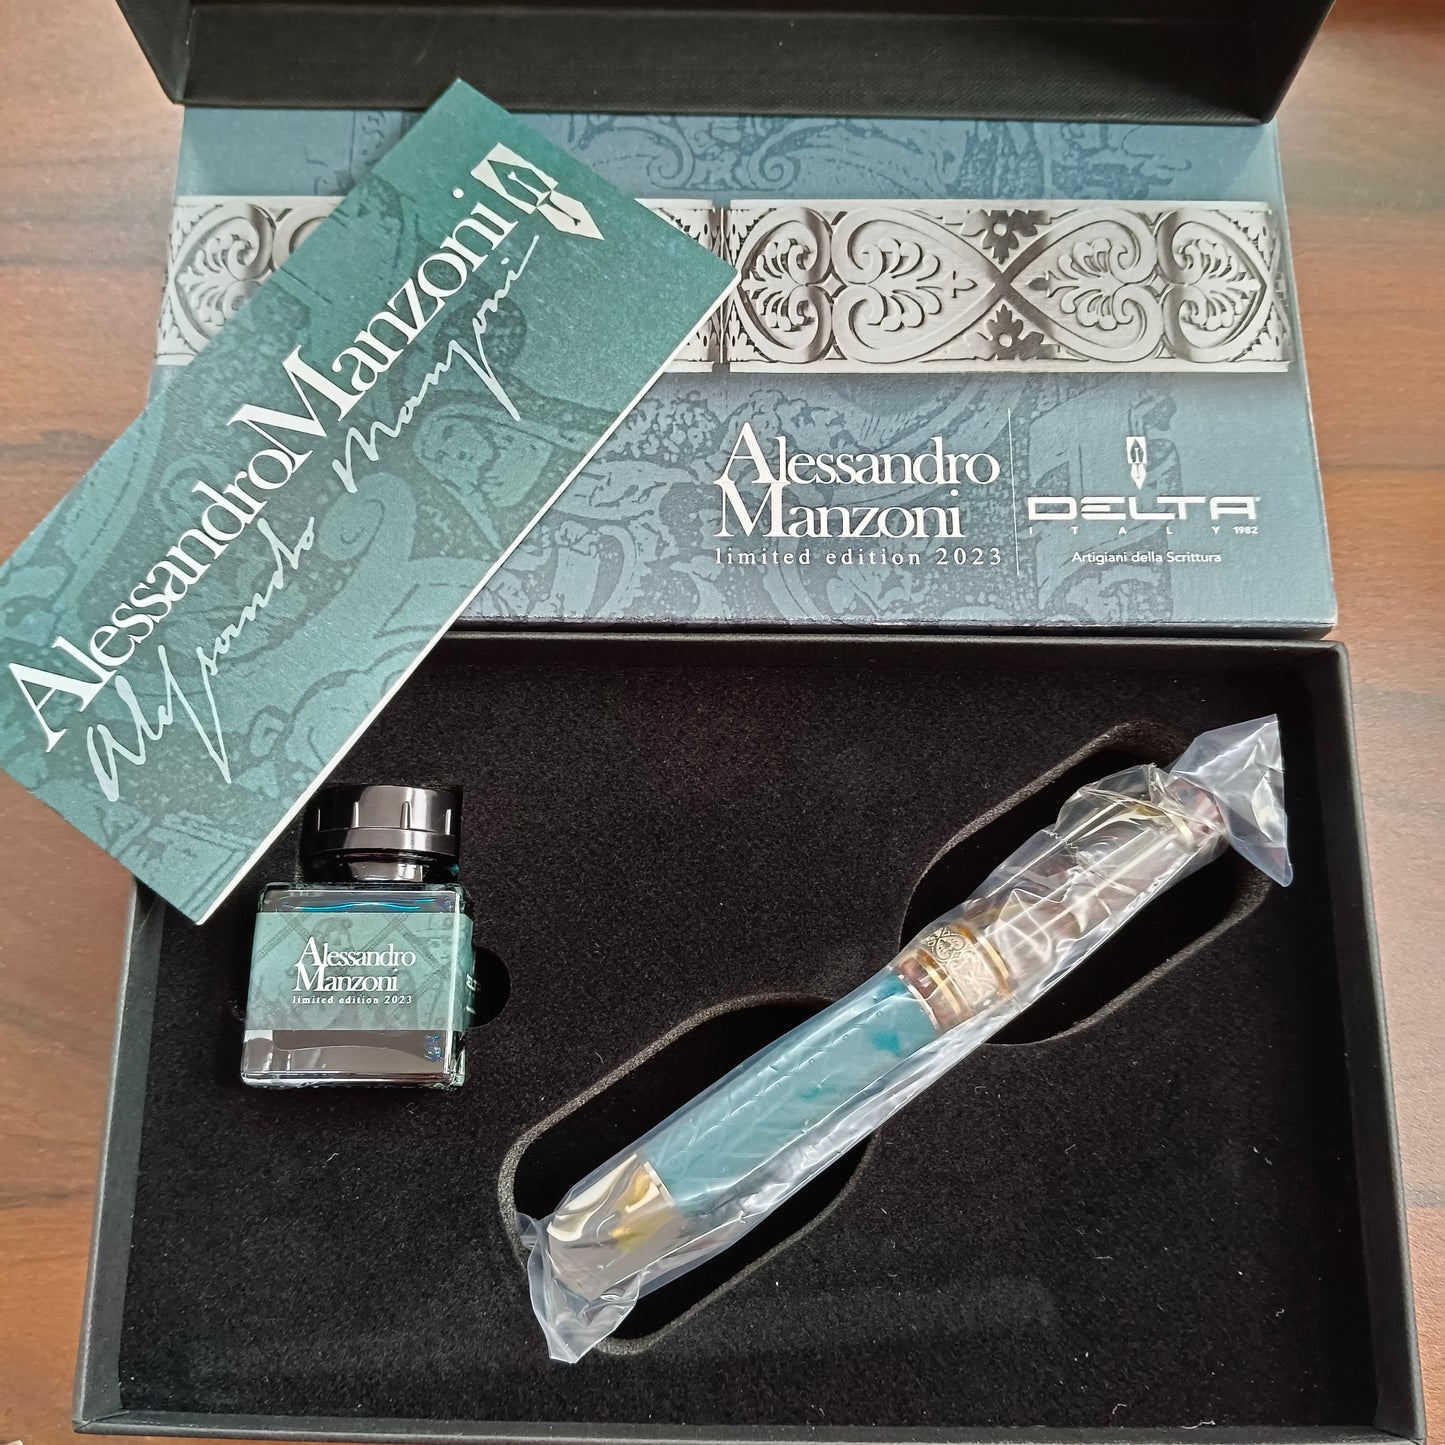 AlessandroManzoni
Alessandro Manzoni
Alessandro
Manzoni
limited edition 2023
DELTA
ITALY 1982
Artigiani della Scrittura
Alessandro
Manzoni
limited edition 2023